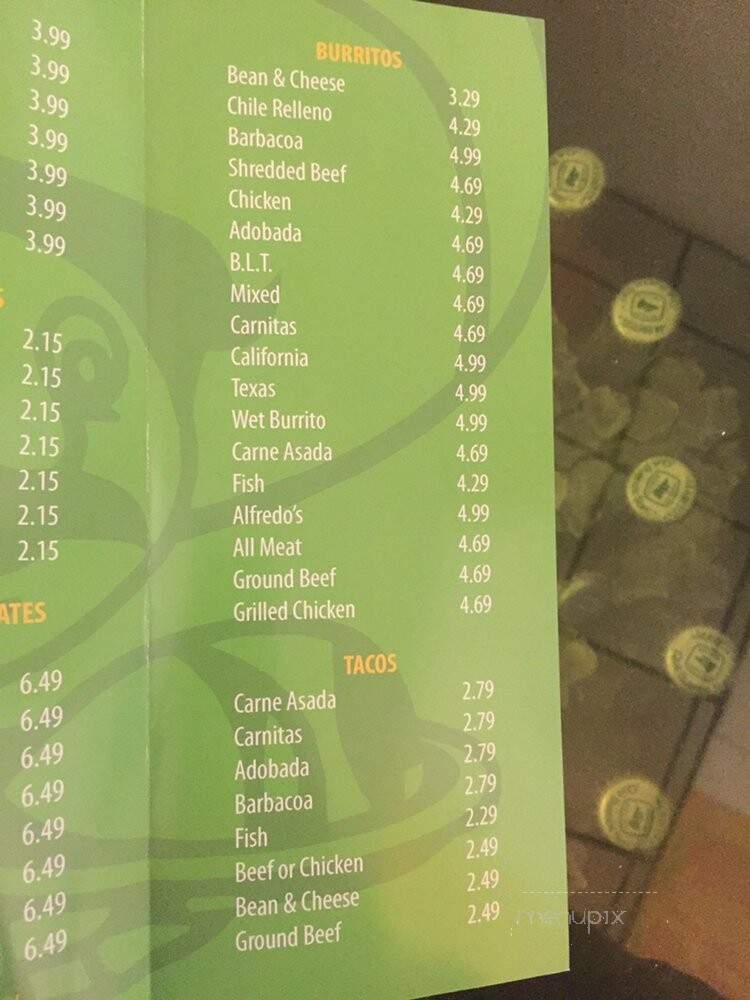 3.99
3.99
3.99
3.99
3.99
3.99
3.99
2.15
2.15
2.15
2.15
2.15
2.15
2.15
ATES
6.49
6.49
6.49
6.49
6.49
6.49
6.49
6.49
BURRITOS
Bean & Cheese 3.29
Chile Relleno 4.29
Barbacoa 4.99
Shredded Beef 4.69
Chicken 4.29
Adobada 4.69
B.L.T. 4.69
Mixed 4.69
Carnitas 4.69
California 4.99
Texas 4.99
Wet Burrito 4.99
Carne Asada 4.69
Fish 4.29
Alfredo's 4.99
All Meat 4.69
Ground Beef 4.69
Grilled Chicken 4.69
TACOS
Carne Asada 2.79
Carnitas 2.79
Adobada 2.79
Barbacoa 2.79
Fish 2.29
Beef or Chicken 2.49
Bean & Cheese 2.49
Ground Beef 2.49
menupix